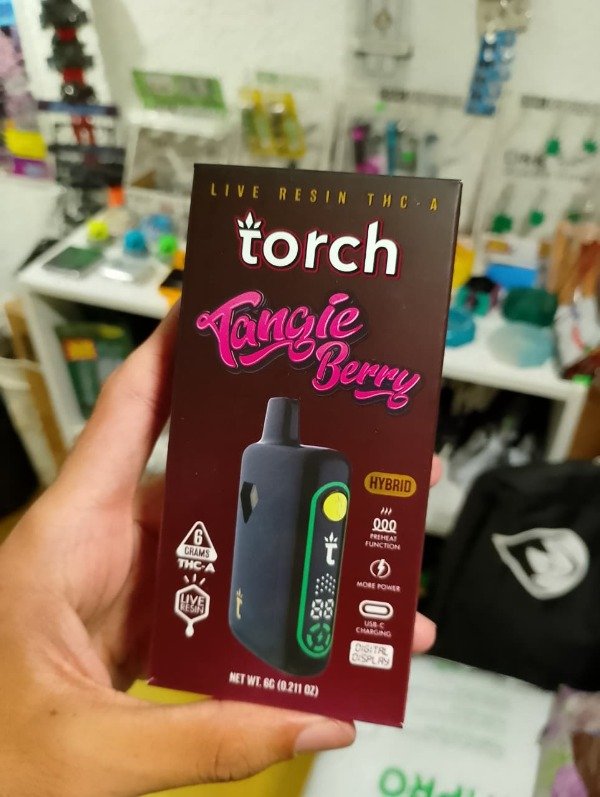 LIVE RESIN THC-A
torch
Tangie
Berry
HYBRID
PREHEAT
FUNCTION
MORE POWER
USB-C
CHARGING
DIGITAL
DISPLAY
6
GRAMS
THC-A
LIVE
RESIN
t
88
t
NET WT. 6G (0.211 OZ)